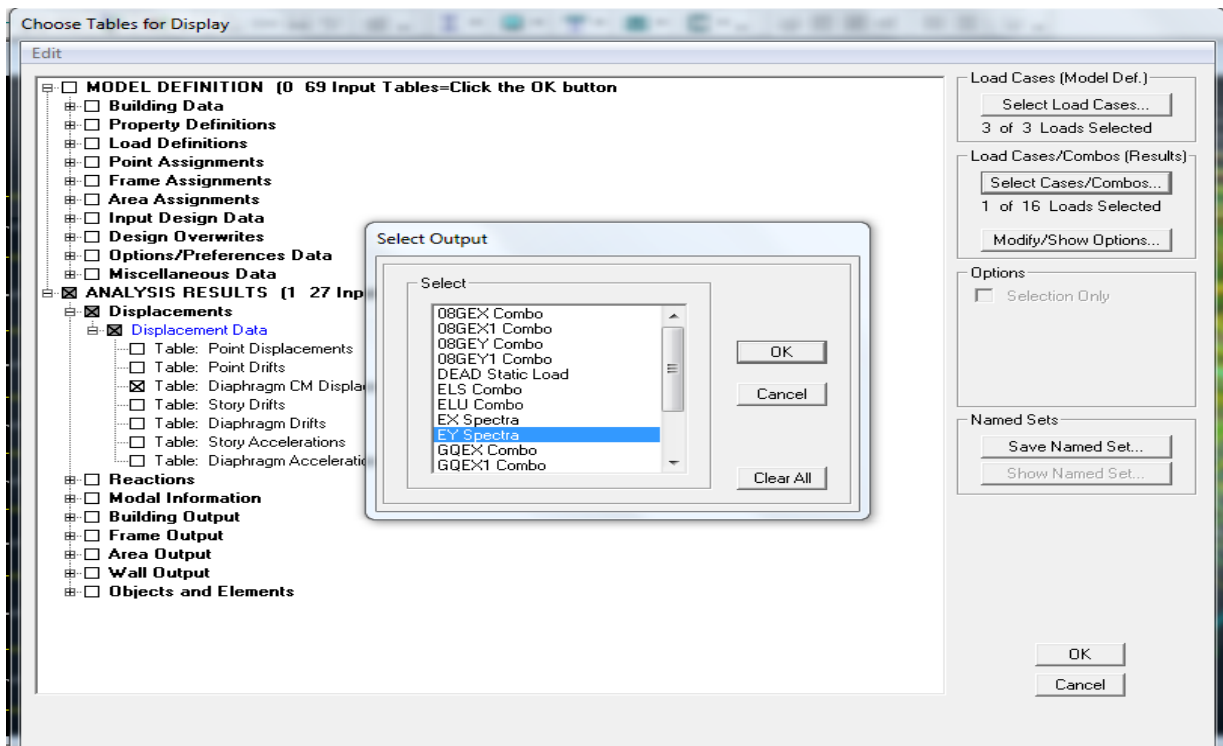 Choose Tables for Display
Edit
MODEL DEFINITION (0 69 Input Tables=Click the OK button
Building Data
Property Definitions
Load Definitions
Point Assignments
Frame Assignments
Area Assignments
Input Design Data
Design Overwrites
Options/Preferences Data
Miscellaneous Data
ANALYSIS RESULTS (1 27 Inp
Displacements
Displacement Data
Table: Point Displacements
Table: Point Drifts
Table: Diaphragm CM Displa
Table: Story Drifts
Table: Diaphragm Drifts
Table: Story Accelerations
Table: Diaphragm Acceleratio
Reactions
Modal Information
Building Output
Frame Output
Area Output
Wall Output
Objects and Elements
Select Output
Select
08GEX Combo
08GEX1 Combo
08GEY Combo
08GEY1 Combo
DEAD Static Load
ELS Combo
ELU Combo
EX Spectra
EY Spectra
GQEX Combo
GQEX1 Combo
OK
Cancel
Clear All
Load Cases (Model Def.)
Select Load Cases...
3 of 3 Loads Selected
Load Cases/Combos (Results)
Select Cases/Combos...
1 of 16 Loads Selected
Modify/Show Options...
Options
Selection Only
Named Sets
Save Named Set...
Show Named Set...
OK
Cancel